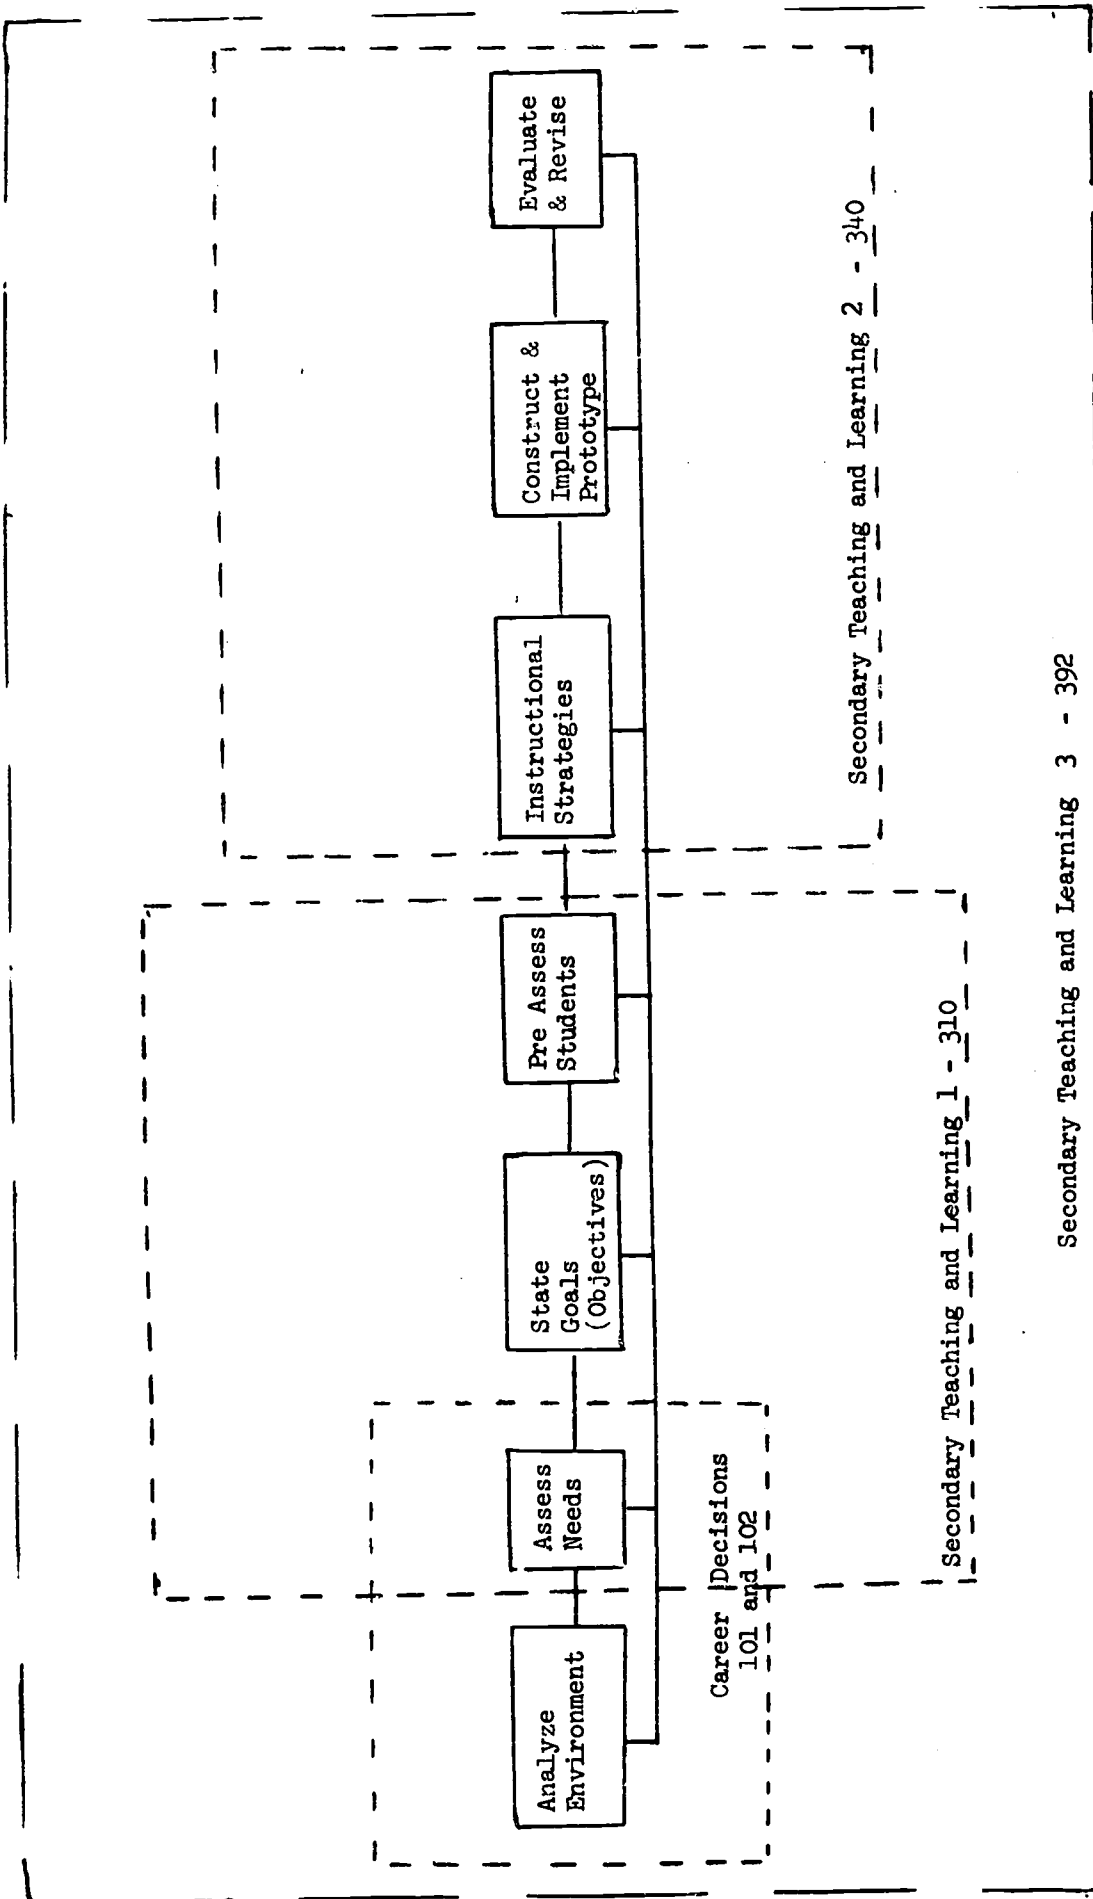 Analyze
Environment
Assess
Needs
State
Goals
(Objectives)
Pre Assess
Students
Instructional
Strategies
Construct &
Implement
Prototype
Evaluate
& Revise
Career Decisions
101 and 102
Secondary Teaching and Learning 1 - 310
Secondary Teaching and Learning 2 - 340
Secondary Teaching and Learning 3 - 392